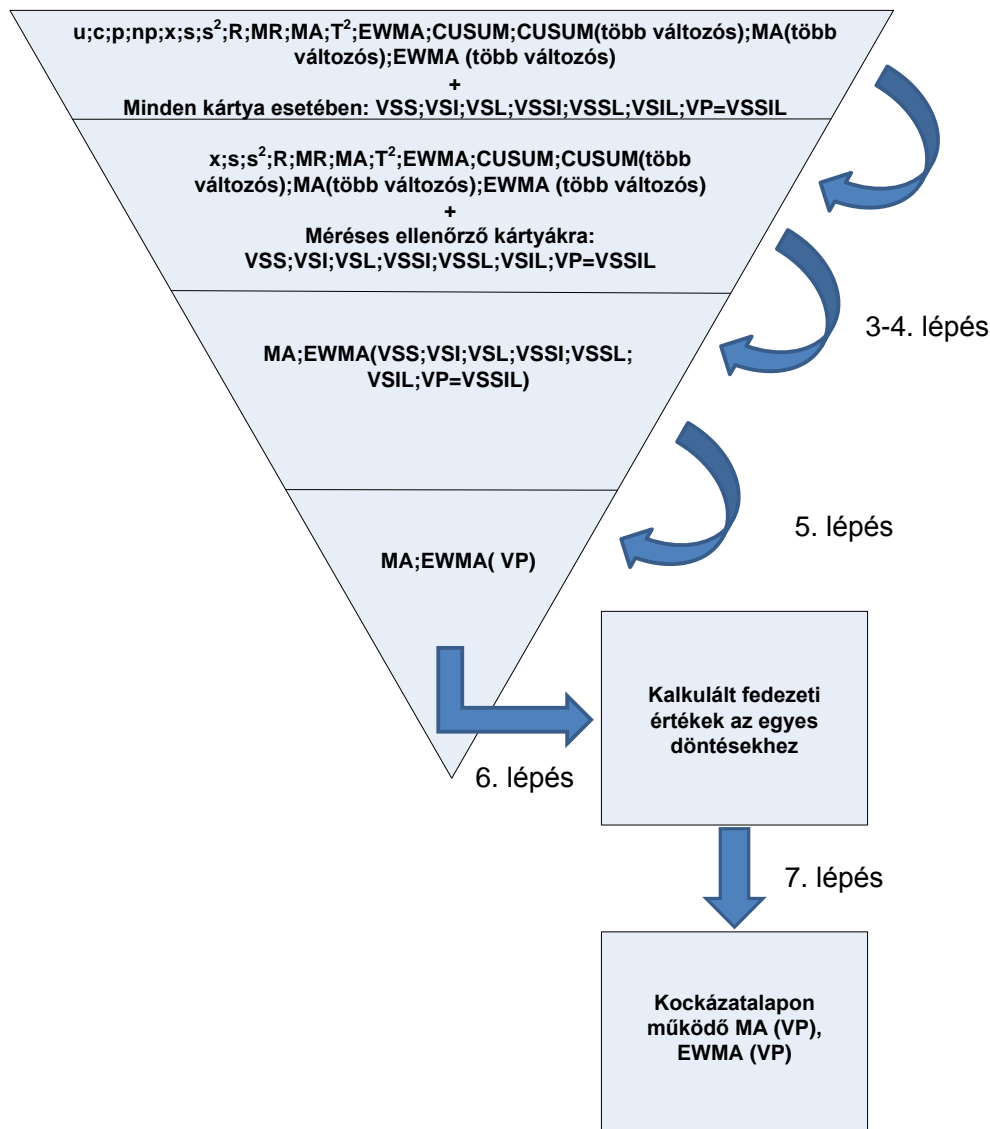 u;c;p;np;x;s;s²;R;MR;MA;T²;EWMA;CUSUM;CUSUM(több változós);MA(több
változós);EWMA (több változós)
+
Minden kártya esetében: VSS;VSI;VSL;VSSI;VSSL;VSIL;VP=VSSIL
x;s;s²;R;MR;MA;T²;EWMA;CUSUM;CUSUM(több
változós);MA(több változós);EWMA (több változós)
+
Méréses ellenőrző kártyákra:
VSS;VSI;VSL;VSSI;VSSL;VSIL;VP=VSSIL
3-4. lépés
MA;EWMA(VSS;VSI;VSL;VSSI;VSSL;
VSIL;VP=VSSIL)
5. lépés
MA;EWMA( VP)
Kalkulált fedezeti
értékek az egyes
döntésekhez
6. lépés
7. lépés
Kockázatalapon
működő MA (VP),
EWMA (VP)